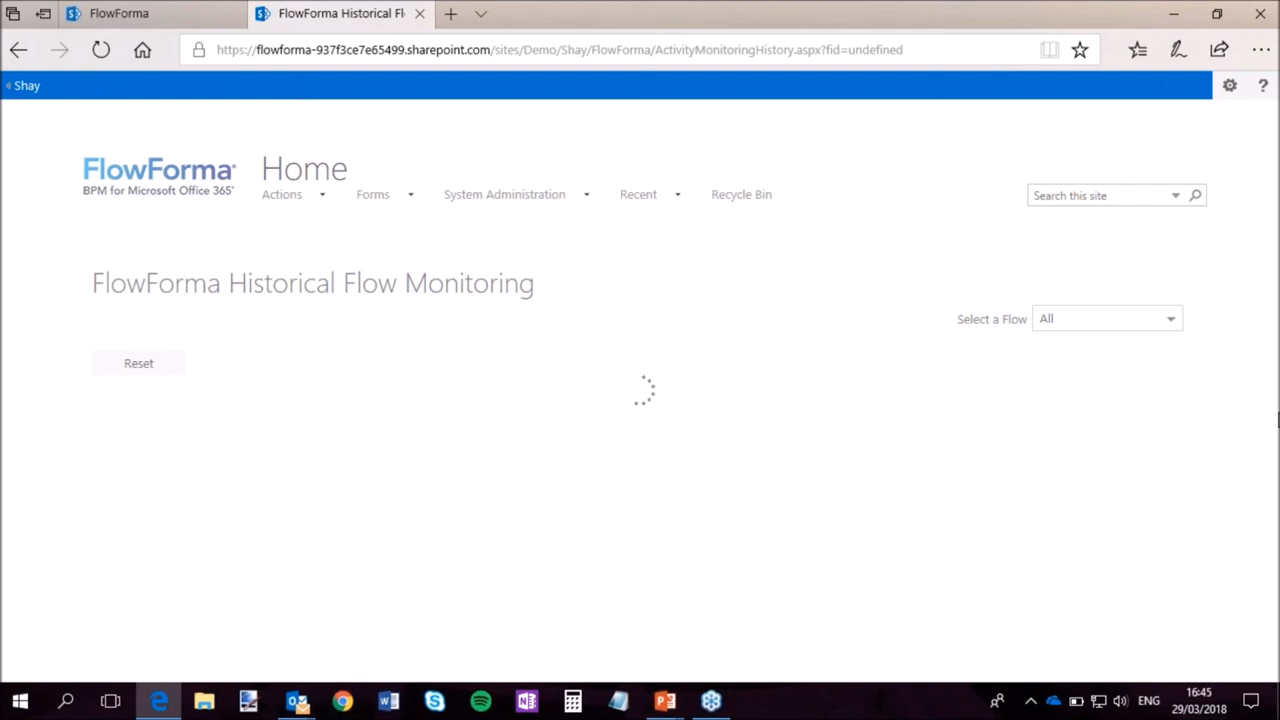 FlowForma
FlowForma Historical Fl
https://flowforma-937f3ce7e65499.sharepoint.com/sites/Demo/Shay/FlowForma/ActivityMonitoringHistory.aspx?fid=undefined
Shay
?
FlowForma®
BPM for Microsoft Office 365®
Home
Actions Forms System Administration Recent Recycle Bin
Search this site
FlowForma Historical Flow Monitoring
Select a Flow All
Reset
ENG
16:45
29/03/2018